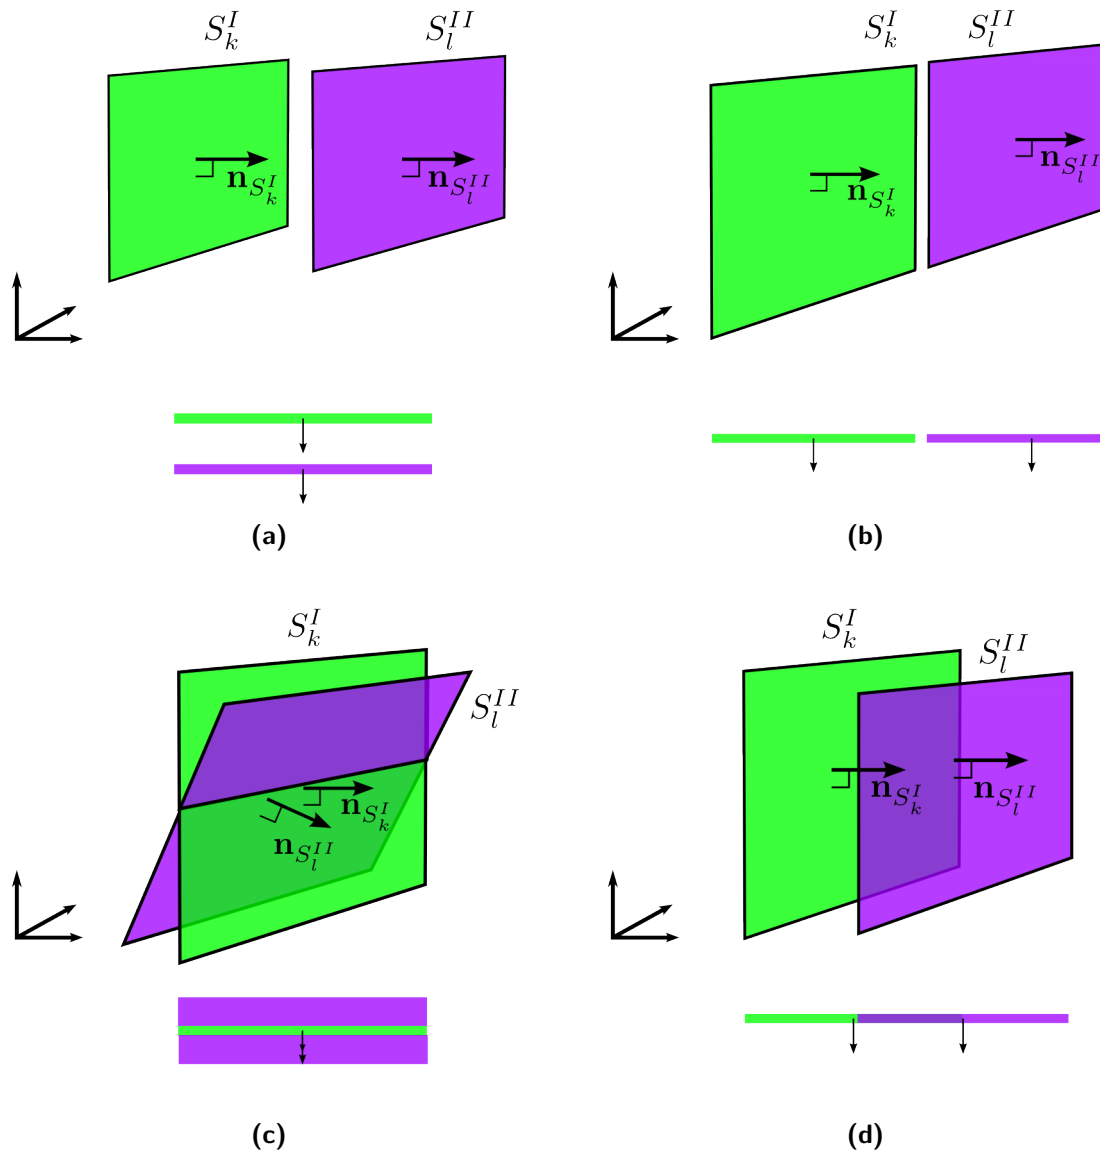 S_k^I S_l^{II}
n_{S_k^I} n_{S_l^{II}}
(a)
S_k^I S_l^{II}
n_{S_k^I} n_{S_l^{II}}
(b)
S_k^I
S_l^{II}
n_{S_k^I}
n_{S_l^{II}}
(c)
S_k^I
S_l^{II}
n_{S_k^I} n_{S_l^{II}}
(d)